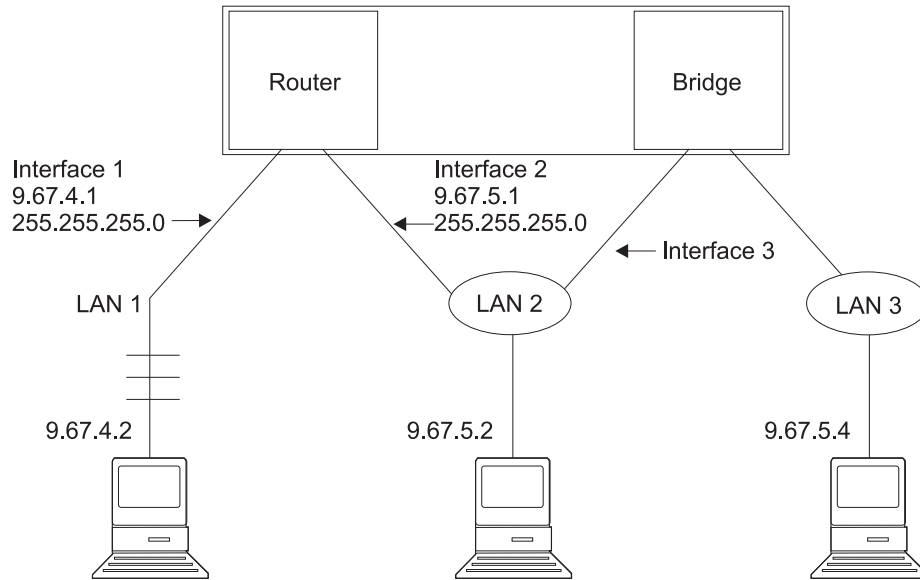 Router
Bridge
Interface 1
9.67.4.1
255.255.255.0
Interface 2
9.67.5.1
255.255.255.0
Interface 3
LAN 1
LAN 2
LAN 3
9.67.4.2
9.67.5.2
9.67.5.4